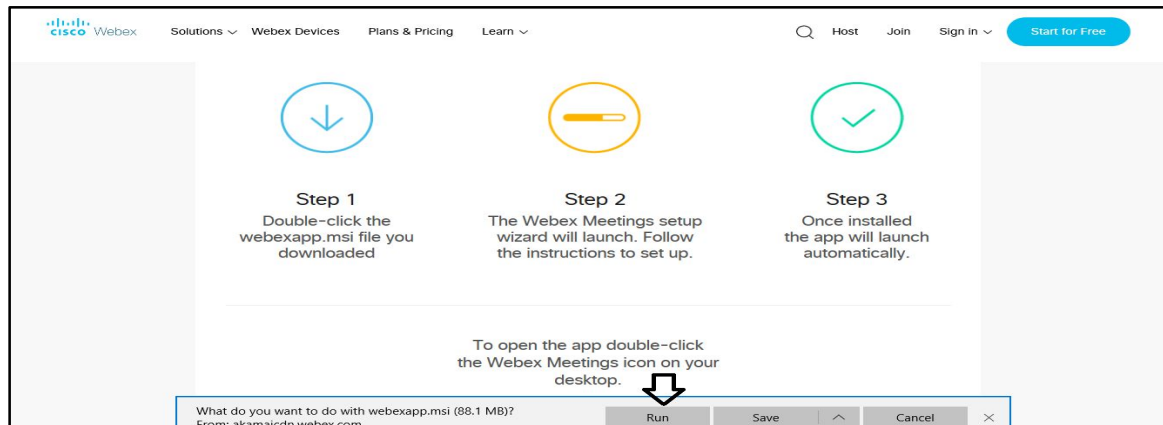 cisco Webex Solutions Webex Devices Plans & Pricing Learn Host Join Sign in Start for Free
Step 1
Double-click the
webexapp.msi file you
downloaded
Step 2
The Webex Meetings setup
wizard will launch. Follow
the instructions to set up.
Step 3
Once installed
the app will launch
automatically.
To open the app double-click
the Webex Meetings icon on your
desktop.
What do you want to do with webexapp.msi (88.1 MB)?
From: akamaicdn.webex.com
Run Save Cancel